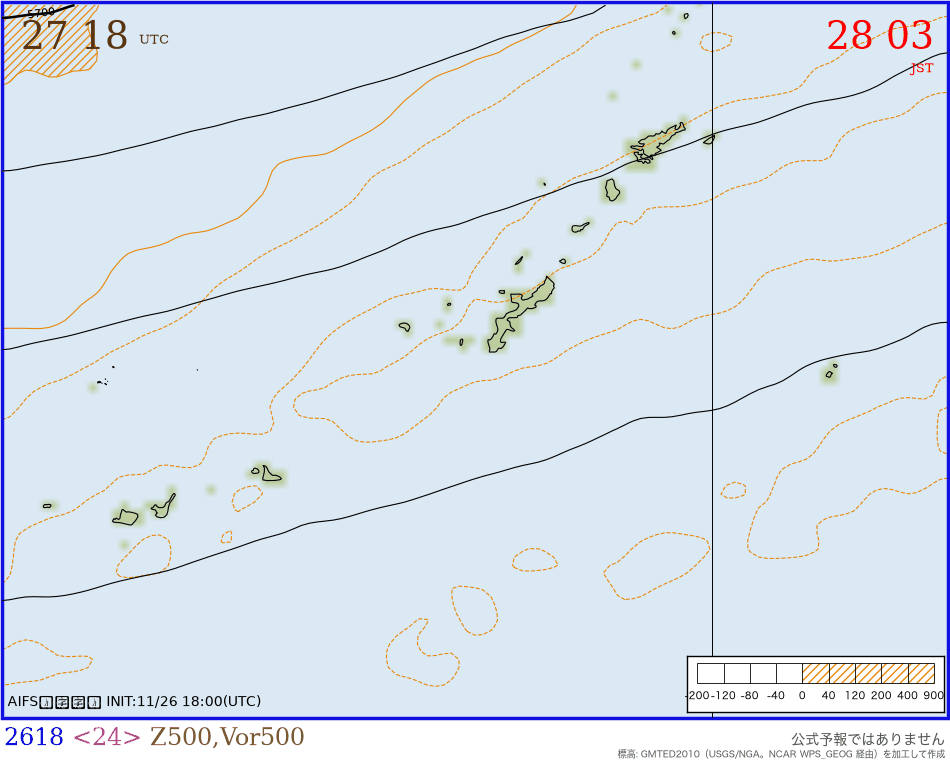 5700
27 18 UTC
28 03
JST
-200 -120 -80 -40 0 40 120 200 400 900
AIFS INIT:11/26 18:00(UTC)
2618 <24> Z500,Vor500
公式予報ではありません
標高: GMTED2010（USGS/NGA。NCAR WPS_GEOG 経由）を加工して作成